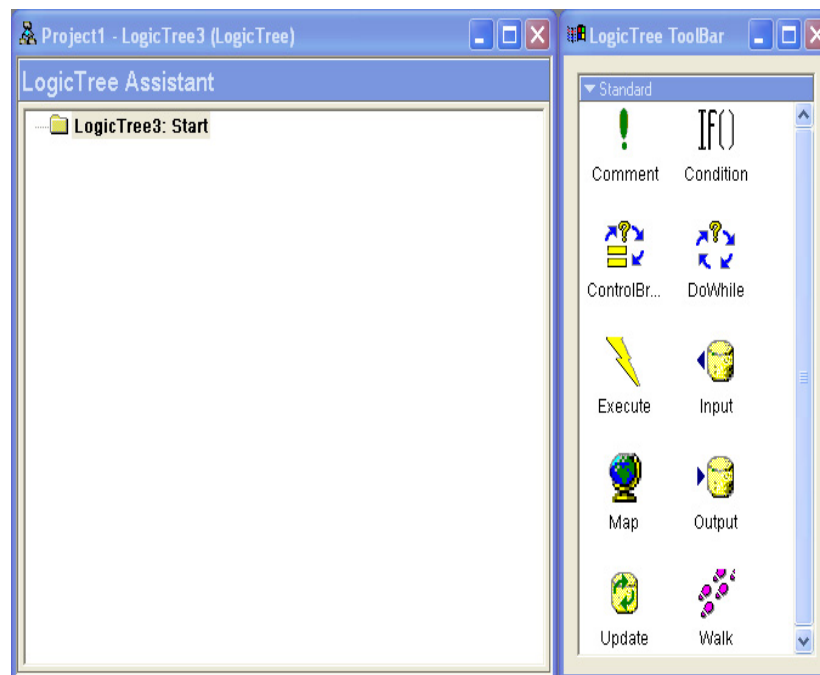 Project1 - LogicTree3 (LogicTree)
LogicTree Assistant
LogicTree3: Start
LogicTree ToolBar
Standard
Comment
If()
Condition
ControlBr...
DoWhile
Execute
Input
Map
Output
Update
Walk